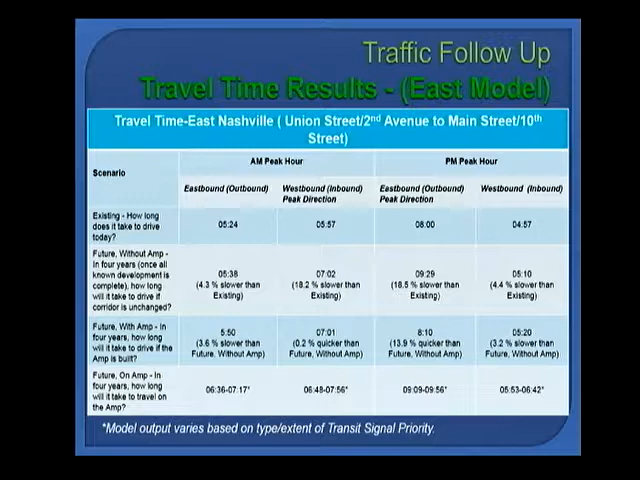 Traffic Follow Up
Travel Time Results - (East Model)
Travel Time-East Nashville ( Union Street/2nd Avenue to Main Street/10th
Street)
Scenario
AM Peak Hour
PM Peak Hour
Eastbound (Outbound)
Westbound (Inbound)
Peak Direction
Eastbound (Outbound)
Peak Direction
Westbound (Inbound)
Existing - How long
does it take to drive
today?
05:24
05:57
08:00
04:57
Future, Without Amp -
In four years (once all
known development is
complete), how long
will it take to drive if
corridor is unchanged?
05:38
(4.3 % slower than
Existing)
07:02
(18.2 % slower than
Existing)
09:29
(18.5 % slower than
Existing)
05:10
(4.4 % slower than
Existing)
Future, With Amp - In
four years, how long
will it take to drive if the
Amp is built?
5:50
(3.6 % slower than
Future, Without Amp)
07:01
(0.2 % quicker than
Future, Without Amp)
8:10
(13.9 % quicker than
Future, Without Amp)
05:20
(3.2 % slower than
Future, Without Amp)
Future, On Amp - In
four years, how long
will it take to travel on
the Amp?
06:36-07:17*
06:48-07:56*
09:09-09:56*
05:53-06:42*
*Model output varies based on type/extent of Transit Signal Priority.